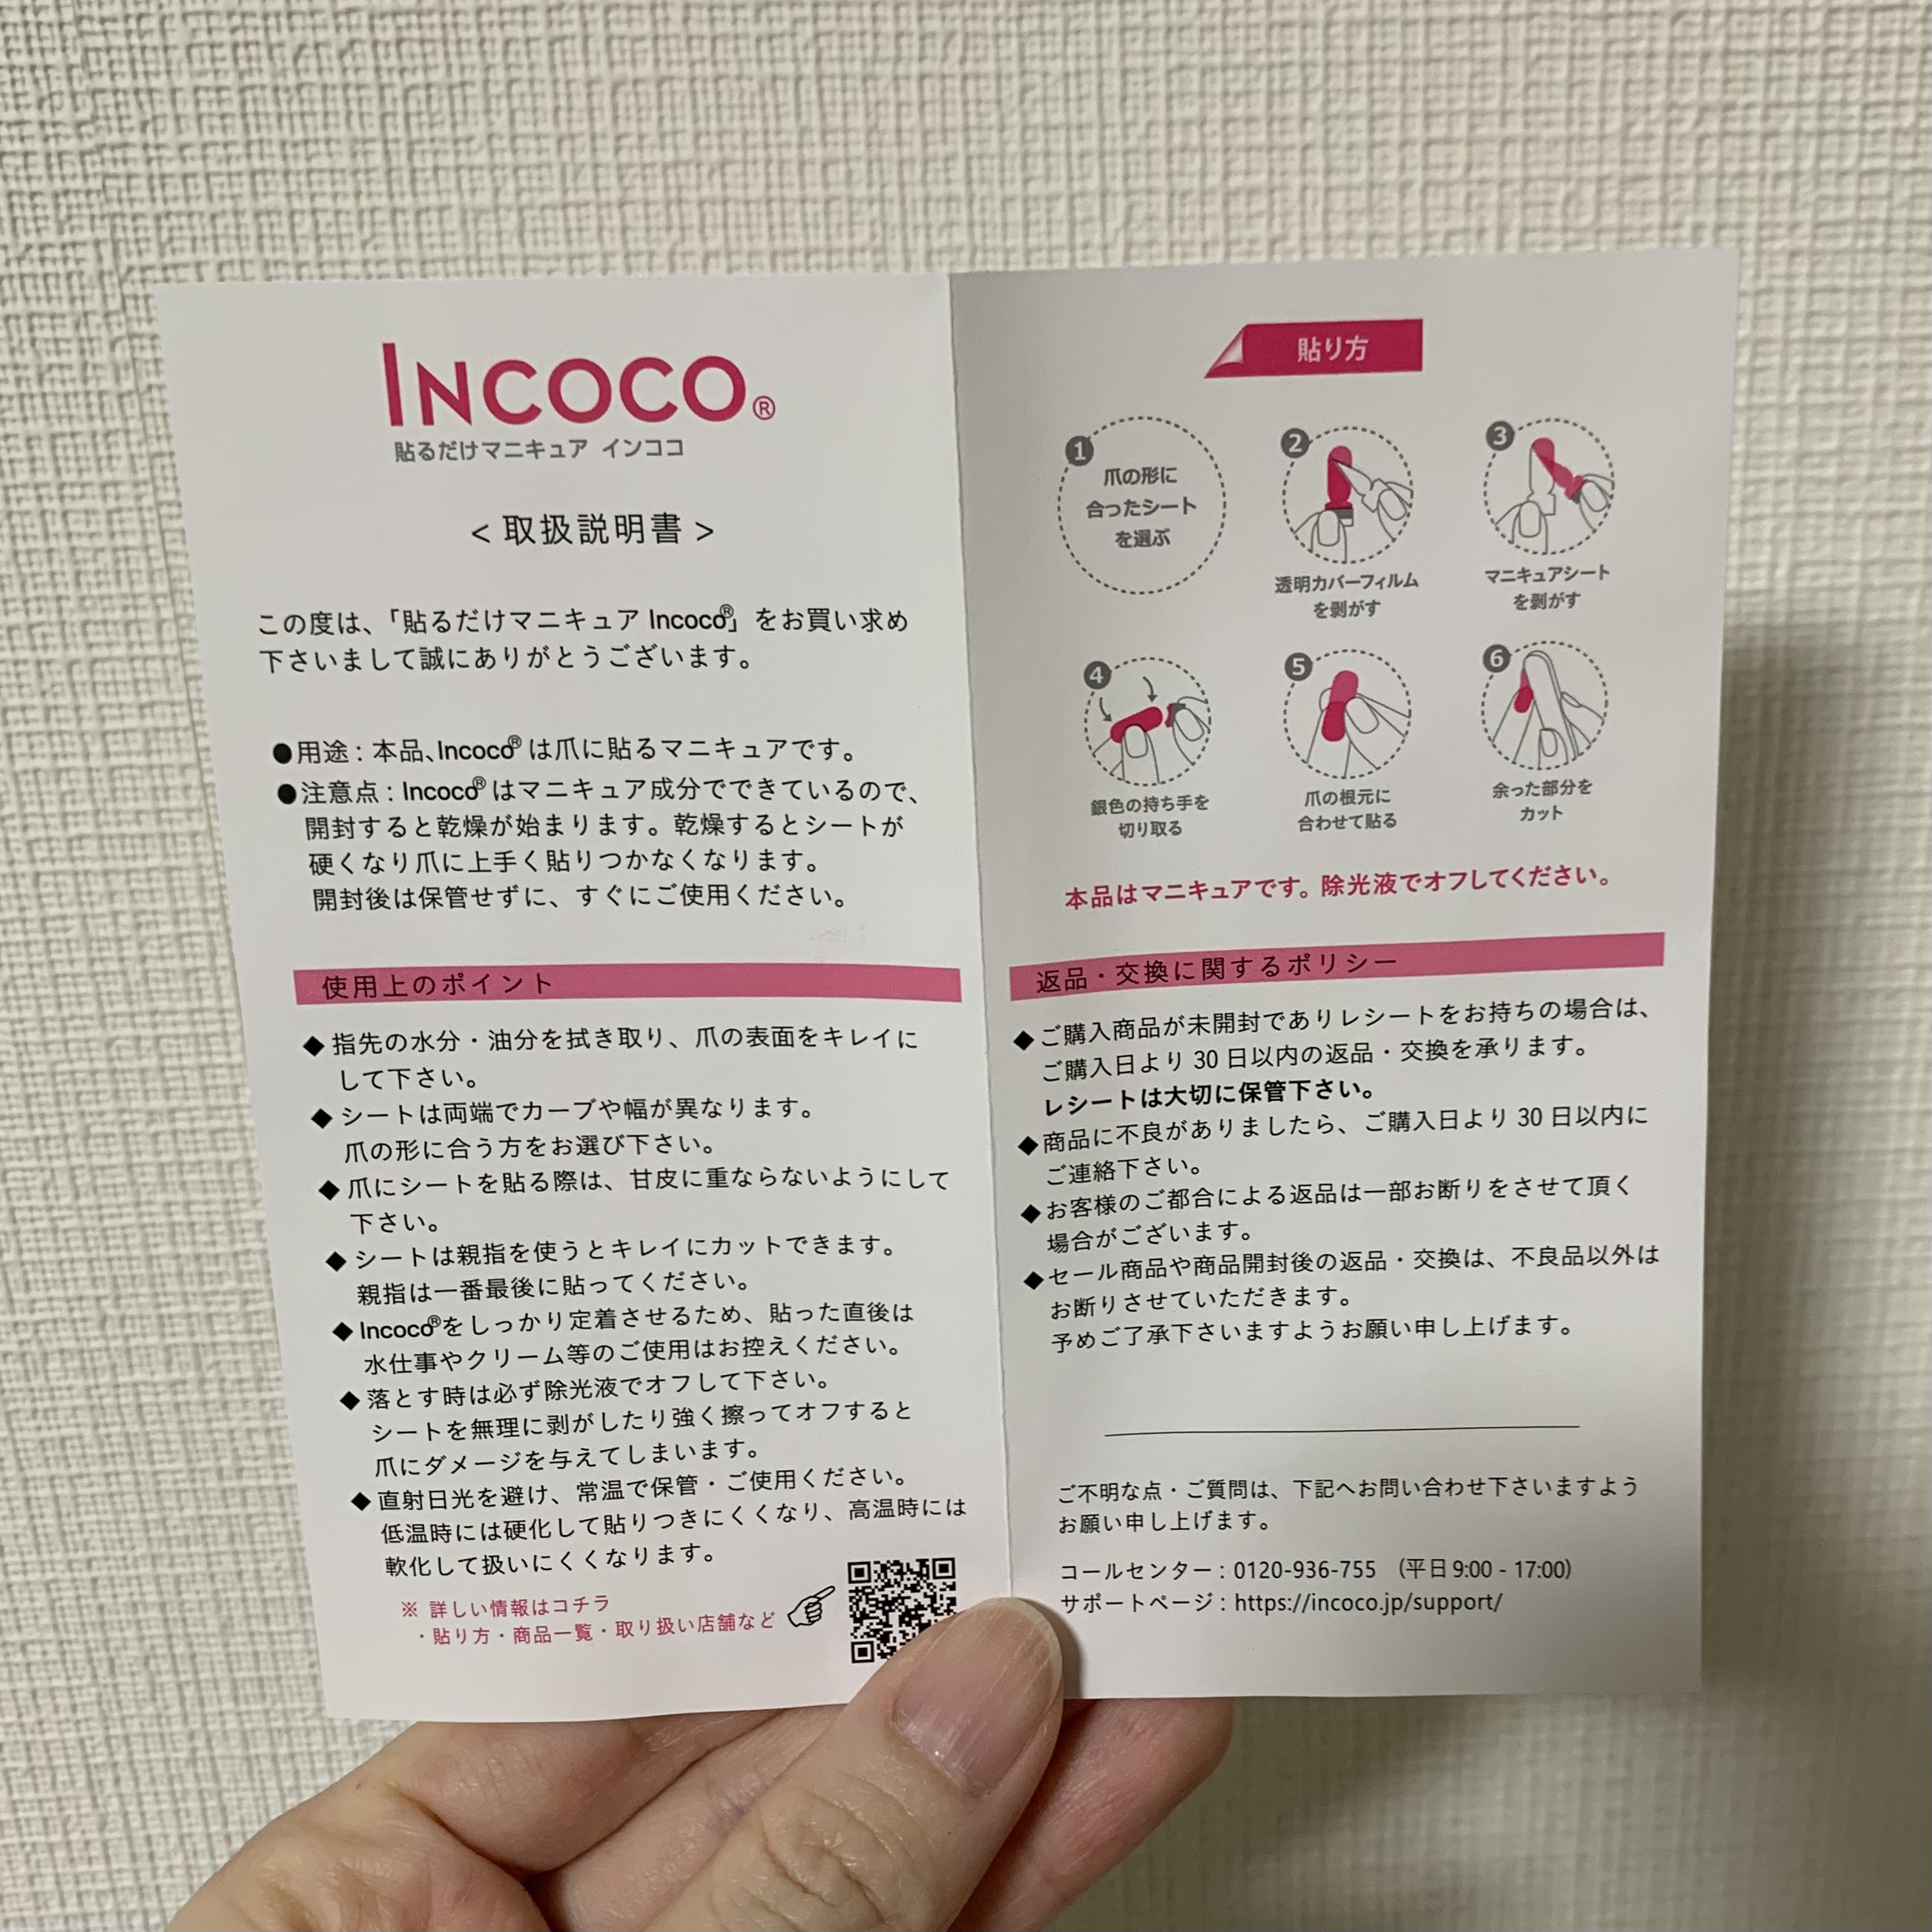 INCOCO®
貼るだけマニキュア インココ
<取扱説明書>
この度は、「貼るだけマニキュア Incoco®」をお買い求め
下さいまして誠にありがとうございます。
●用途：本品、Incoco®は爪に貼るマニキュアです。
●注意点：Incoco®はマニキュア成分でできているので、
開封すると乾燥が始まります。乾燥するとシートが
硬くなり爪に上手く貼りつかなくなります。
開封後は保管せずに、すぐにご使用ください。
使用上のポイント
◆指先の水分・油分を拭き取り、爪の表面をキレイに
して下さい。
◆シートは両端でカーブや幅が異なります。
爪の形に合う方をお選び下さい。
◆爪にシートを貼る際は、甘皮に重ならないようにして
下さい。
◆シートは親指を使うとキレイにカットできます。
親指は一番最後に貼ってください。
◆Incoco®をしっかり定着させるため、貼った直後は
水仕事やクリーム等のご使用はお控えください。
◆落とす時は必ず除光液でオフして下さい。
シートを無理に剥がしたり強く擦ってオフすると
爪にダメージを与えてしまいます。
◆直射日光を避け、常温で保管・ご使用ください。
低温時には硬化して貼りつきにくくなり、高温時には
軟化して扱いにくくなります。
※ 詳しい情報はコチラ
・貼り方・商品一覧・取り扱い店舗など
貼り方
1
爪の形に
合ったシート
を選ぶ
2
透明カバーフィルム
を剥がす
3
マニキュアシート
を剥がす
4
銀色の持ち手を
切り取る
5
爪の根元に
合わせて貼る
6
余った部分を
カット
本品はマニキュアです。除光液でオフしてください。
返品・交換に関するポリシー
◆ご購入商品が未開封でありレシートをお持ちの場合は、
ご購入日より30日以内の返品・交換を承ります。
レシートは大切に保管下さい。
◆商品に不良がありましたら、ご購入日より30日以内に
ご連絡下さい。
◆お客様のご都合による返品は一部お断りをさせて頂く
場合がございます。
◆セール商品や商品開封後の返品・交換は、不良品以外は
お断りさせていただきます。
予めご了承下さいますようお願い申し上げます。
ご不明な点・ご質問は、下記へお問い合わせ下さいますよう
お願い申し上げます。
コールセンター：0120-936-755 (平日9:00 - 17:00)
サポートページ：https://incoco.jp/support/